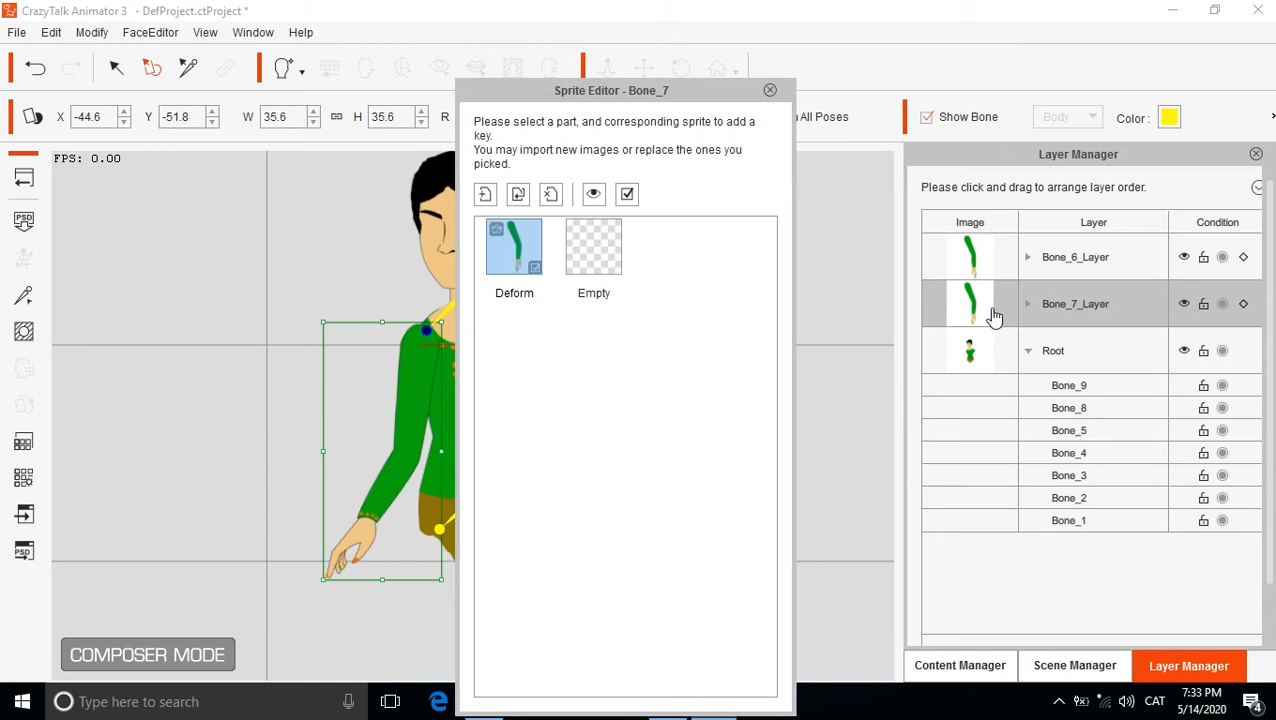 CrazyTalk Animator 3 - DefProject.ctProject *
File Edit Modify FaceEditor View Window Help
X -44.6 Y -51.8 W 35.6 H 35.6 R
All Poses
Show Bone Body Color :
FPS: 0.00
Sprite Editor - Bone_7
Please select a part, and corresponding sprite to add a
key.
You may import new images or replace the ones you
picked.
Deform Empty
Layer Manager
Please click and drag to arrange layer order.
Image Layer Condition
Bone_6_Layer
Bone_7_Layer
Root
Bone_9
Bone_8
Bone_5
Bone_4
Bone_3
Bone_2
Bone_1
PSD
PSD
COMPOSER MODE
Content Manager Scene Manager Layer Manager
Type here to search
CAT
7:33 PM
5/14/2020
4